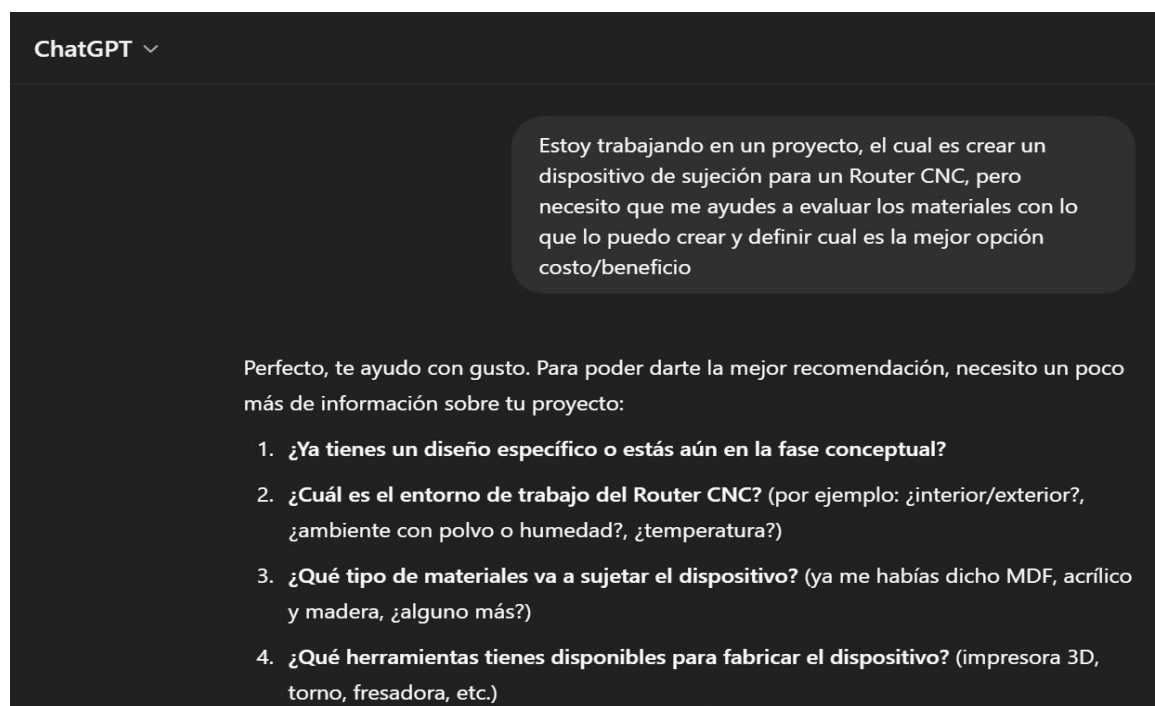 ChatGPT
Estoy trabajando en un proyecto, el cual es crear un
dispositivo de sujeción para un Router CNC, pero
necesito que me ayudes a evaluar los materiales con lo
que lo puedo crear y definir cual es la mejor opción
costo/beneficio
Perfecto, te ayudo con gusto. Para poder darte la mejor recomendación, necesito un poco
más de información sobre tu proyecto:
1. ¿Ya tienes un diseño específico o estás aún en la fase conceptual?
2. ¿Cuál es el entorno de trabajo del Router CNC? (por ejemplo: ¿interior/exterior?,
¿ambiente con polvo o humedad?, ¿temperatura?)
3. ¿Qué tipo de materiales va a sujetar el dispositivo? (ya me habías dicho MDF, acrílico
y madera, ¿alguno más?)
4. ¿Qué herramientas tienes disponibles para fabricar el dispositivo? (impresora 3D,
torno, fresadora, etc.)